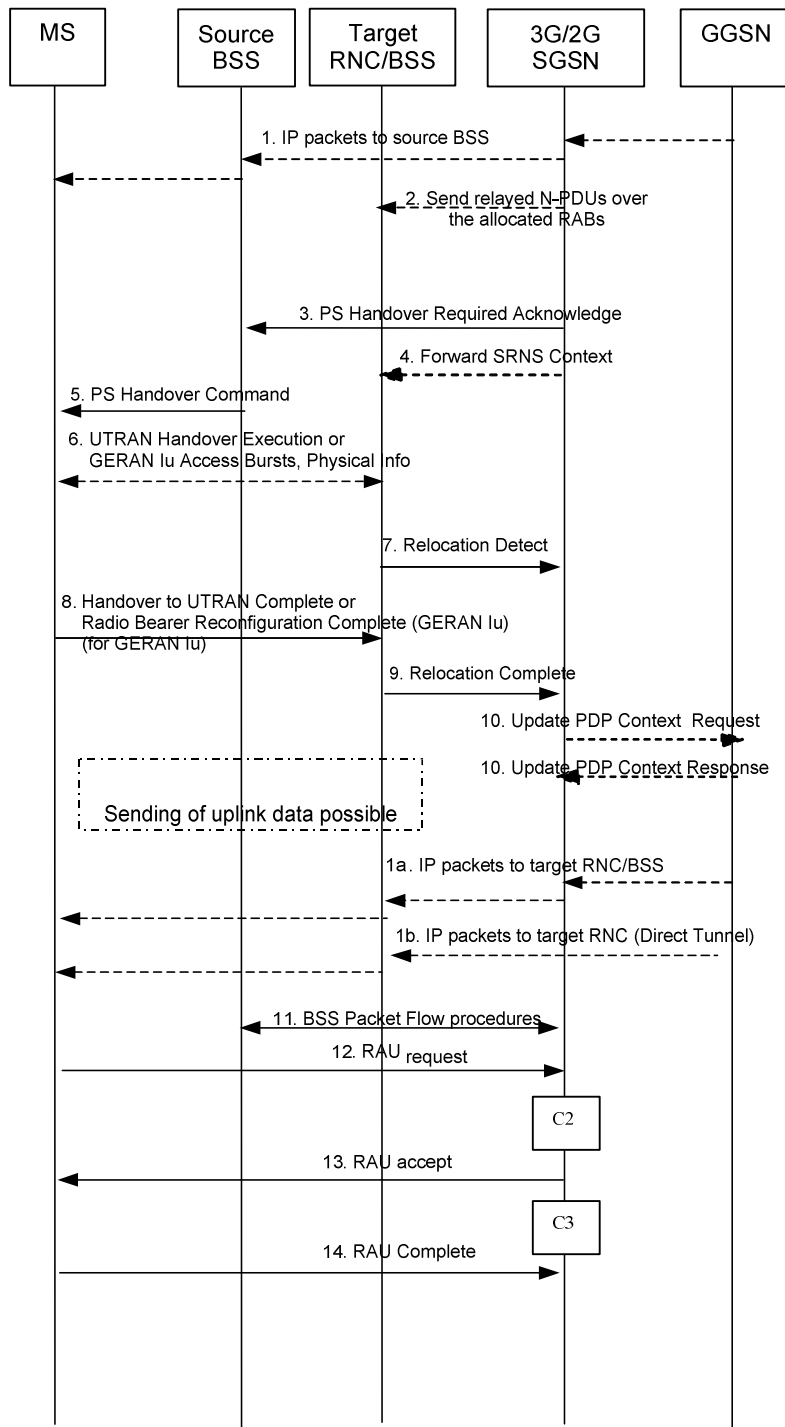 MS
Source
BSS
Target
RNC/BSS
3G/2G
SGSN
GGSN
1. IP packets to source BSS
2. Send relayed N-PDUs over
the allocated RABs
3. PS Handover Required Acknowledge
4. Forward SRNS Context
5. PS Handover Command
6. UTRAN Handover Execution or
GERAN Iu Access Bursts, Physical Info
7. Relocation Detect
8. Handover to UTRAN Complete or
Radio Bearer Reconfiguration Complete (GERAN Iu)
(for GERAN Iu)
9. Relocation Complete
10. Update PDP Context Request
10. Update PDP Context Response
Sending of uplink data possible
1a. IP packets to target RNC/BSS
1b. IP packets to target RNC (Direct Tunnel)
11. BSS Packet Flow procedures
12. RAU request
C2
13. RAU accept
C3
14. RAU Complete